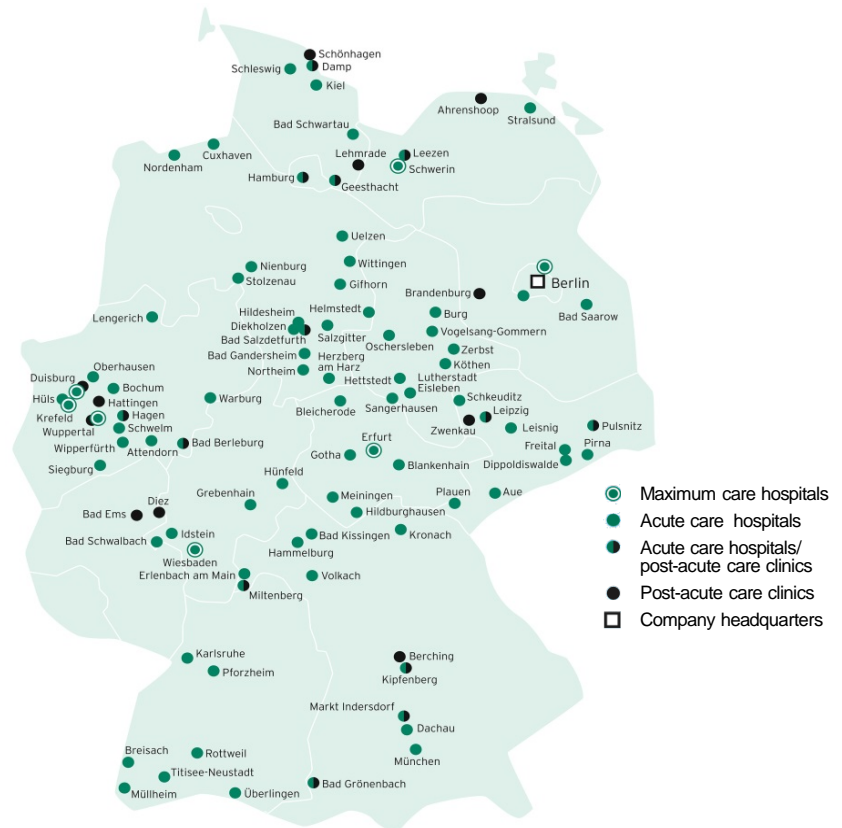 Schönhagen
Schleswig
Damp
Kiel
Ahrenshoop
Stralsund
Bad Schwartau
Cuxhaven
Nordenham
Lehmrade
Leezen
Schwerin
Hamburg
Geesthacht
Uelzen
Wittingen
Nienburg
Stolzenau
Gifhorn
Berlin
Brandenburg
Bad Saarow
Lengerich
Hildesheim
Helmstedt
Burg
Diekholzen
Salzgitter
Vogelsang-Gommern
Bad Salzdetfurth
Oschersleben
Zerbst
Bad Gandersheim
Herzberg
am Harz
Köthen
Northeim
Hettstedt
Lutherstadt
Eisleben
Oberhausen
Duisburg
Bochum
Hüls
Hattingen
Warburg
Bleicherode
Sangerhausen
Schkeuditz
Leipzig
Krefeld
Hagen
Wuppertal
Schwelm
Zwenkau
Leisnig
Pulsnitz
Wipperfürth
Attendorn
Bad Berleburg
Erfurt
Freital
Pirna
Gotha
Blankenhain
Dippoldiswalde
Siegburg
Hünfeld
Grebenhain
Meiningen
Plauen
Aue
Diez
Bad Ems
Hildburghausen
Idstein
Bad Kissingen
Kronach
Bad Schwalbach
Hammelburg
Wiesbaden
Erlenbach am Main
Volkach
Miltenberg
Karlsruhe
Pforzheim
Berching
Kipfenberg
Markt Indersdorf
Dachau
München
Breisach
Rottweil
Titisee-Neustadt
Müllheim
Überlingen
Bad Grönenbach
Maximum care hospitals
Acute care hospitals
Acute care hospitals/
post-acute care clinics
Post-acute care clinics
Company headquarters